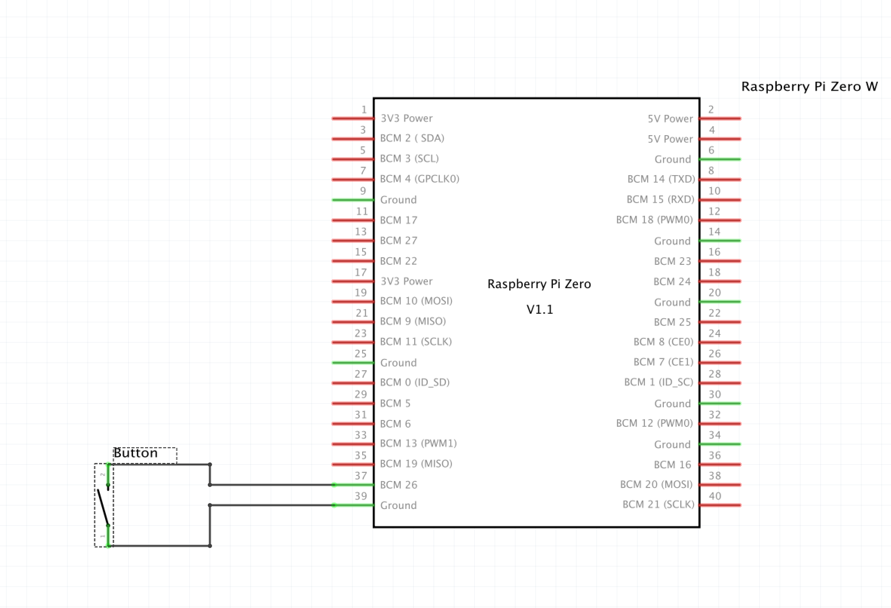 Raspberry Pi Zero W
1
3V3 Power
5V Power
2
3
BCM 2 ( SDA)
5V Power
4
5
BCM 3 (SCL)
Ground
6
7
BCM 4 (GPCLK0)
BCM 14 (TXD)
8
9
Ground
BCM 15 (RXD)
10
11
BCM 17
BCM 18 (PWM0)
12
13
BCM 27
Ground
14
15
BCM 22
BCM 23
16
17
3V3 Power
BCM 24
18
Raspberry Pi Zero
V1.1
19
BCM 10 (MOSI)
Ground
20
21
BCM 9 (MISO)
BCM 25
22
23
BCM 11 (SCLK)
BCM 8 (CE0)
24
25
Ground
BCM 7 (CE1)
26
27
BCM 0 (ID_SD)
BCM 1 (ID_SC)
28
29
BCM 5
Ground
30
31
BCM 6
BCM 12 (PWM0)
32
33
BCM 13 (PWM1)
Ground
34
35
BCM 19 (MISO)
BCM 16
36
37
BCM 26
BCM 20 (MOSI)
38
39
Ground
BCM 21 (SCLK)
40
Button